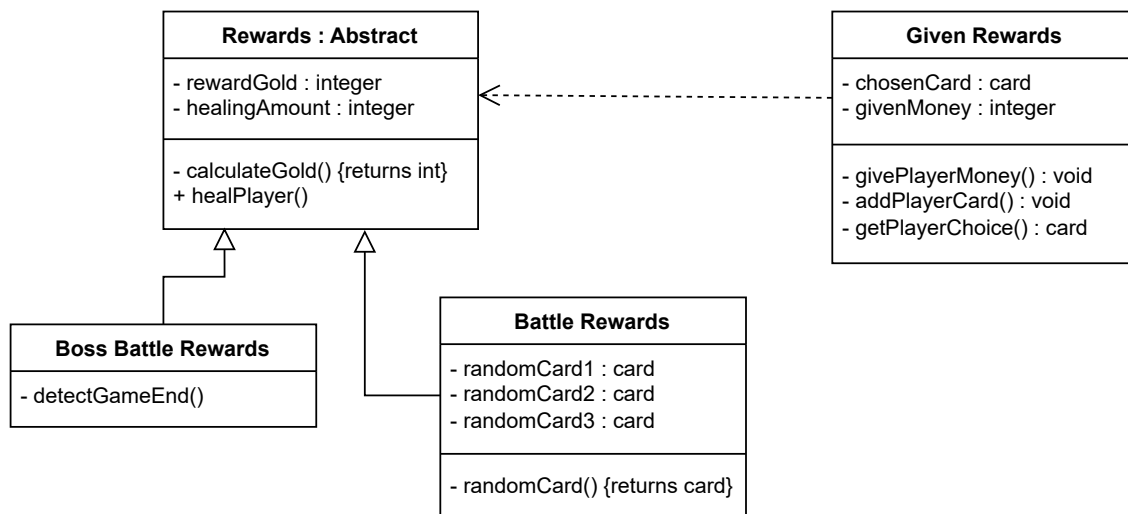 Rewards : Abstract
- rewardGold : integer
- healingAmount : integer
- calculateGold() {returns int}
+ healPlayer()
Given Rewards
- chosenCard : card
- givenMoney : integer
- givePlayerMoney() : void
- addPlayerCard() : void
- getPlayerChoice() : card
Boss Battle Rewards
- detectGameEnd()
Battle Rewards
- randomCard1 : card
- randomCard2 : card
- randomCard3 : card
- randomCard() {returns card}